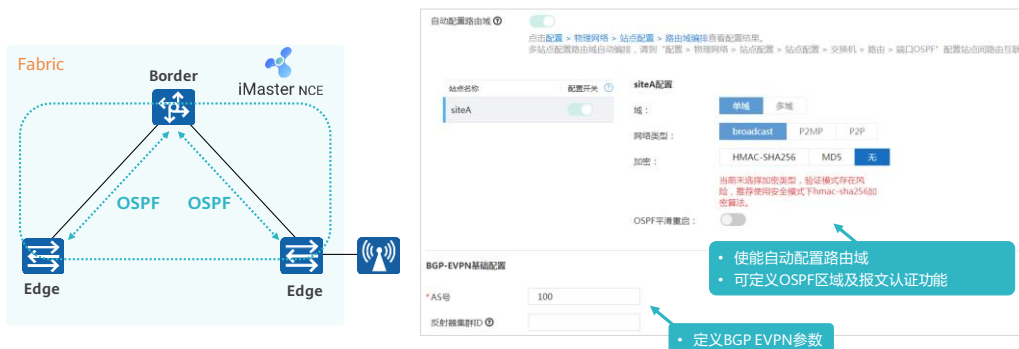 Fabric
Border
iMaster NCE
OSPF
OSPF
Edge
Edge
自动配置路由域
点击配置 > 物理网络 > 站点配置 > 路由域编排查看配置结果。
多站点配置路由域自动编排，请到 "配置 > 物理网络 > 站点配置 > 站点配置 > 交换机 > 路由 > 端口OSPF" 配置站点间路由互联
站点名称
配置开关
siteA
siteA配置
域：
单域
多域
网络类型：
broadcast
P2MP
P2P
加密：
HMAC-SHA256
MD5
无
当前未选择加密类型，验证模式存在风
险，推荐使用安全模式下hmac-sha256加
密算法。
OSPF平滑重启：
• 使能自动配置路由域
• 可定义OSPF区域及报文认证功能
BGP-EVPN基础配置
*AS号
100
反射器集群ID
• 定义BGP EVPN参数